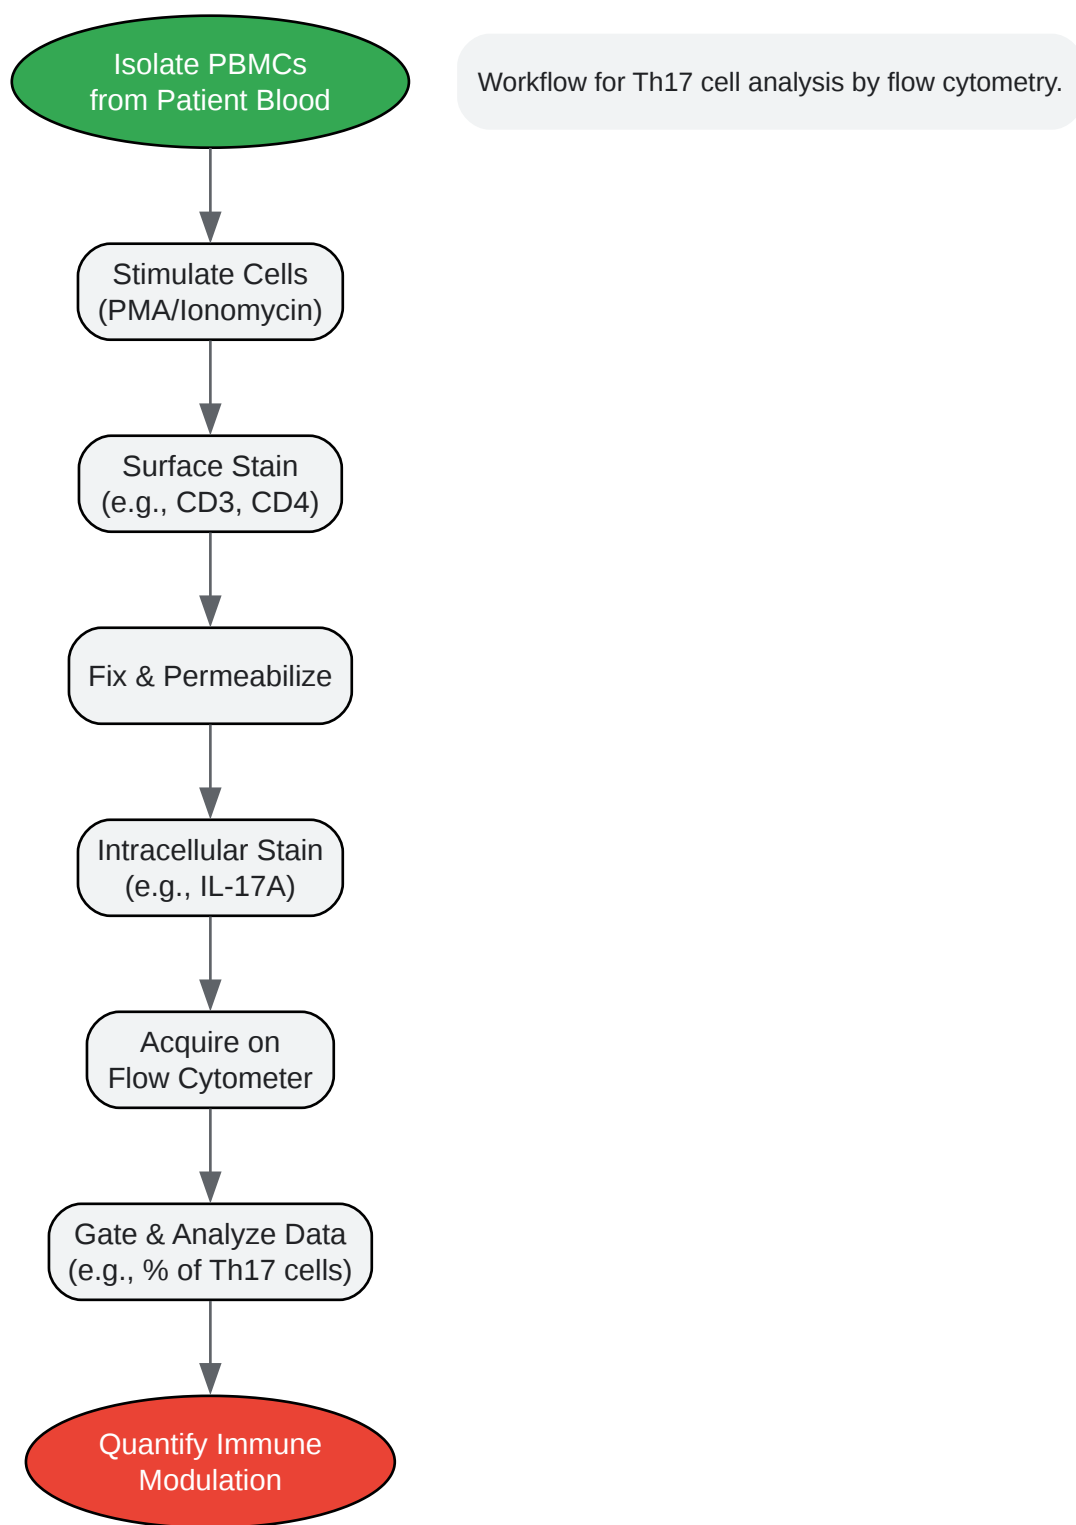 Isolate PBMCs
from Patient Blood
Workflow for Th17 cell analysis by flow cytometry.
Stimulate Cells
(PMA/Ionomycin)
Surface Stain
(e.g., CD3, CD4)
Fix & Permeabilize
Intracellular Stain
(e.g., IL-17A)
Acquire on
Flow Cytometer
Gate & Analyze Data
(e.g., % of Th17 cells)
Quantify Immune
Modulation